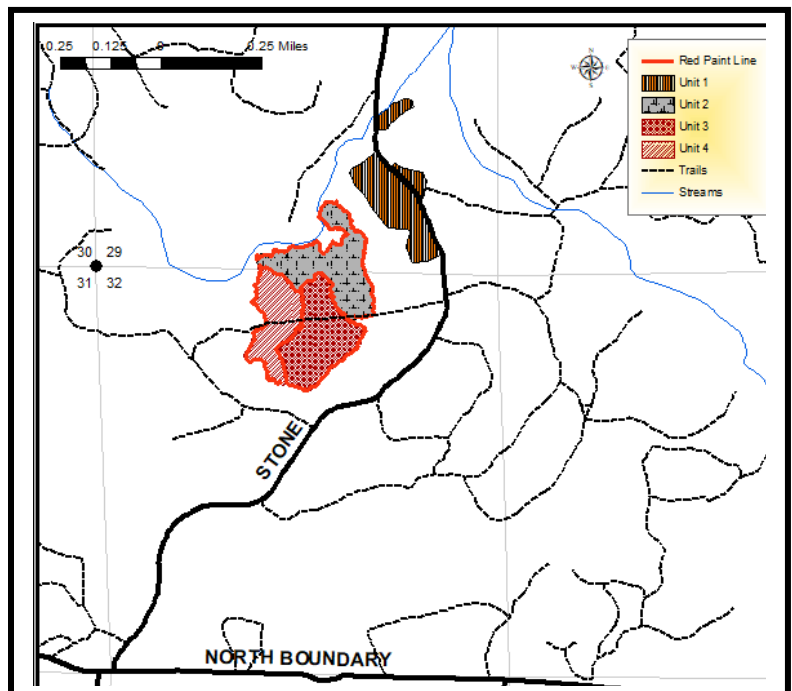 0.25 0.125 0 0.25 Miles
N
W E
S
Red Paint Line
Unit 1
Unit 2
Unit 3
Unit 4
Trails
Streams
30 29
31 32
STONE
NORTH BOUNDARY